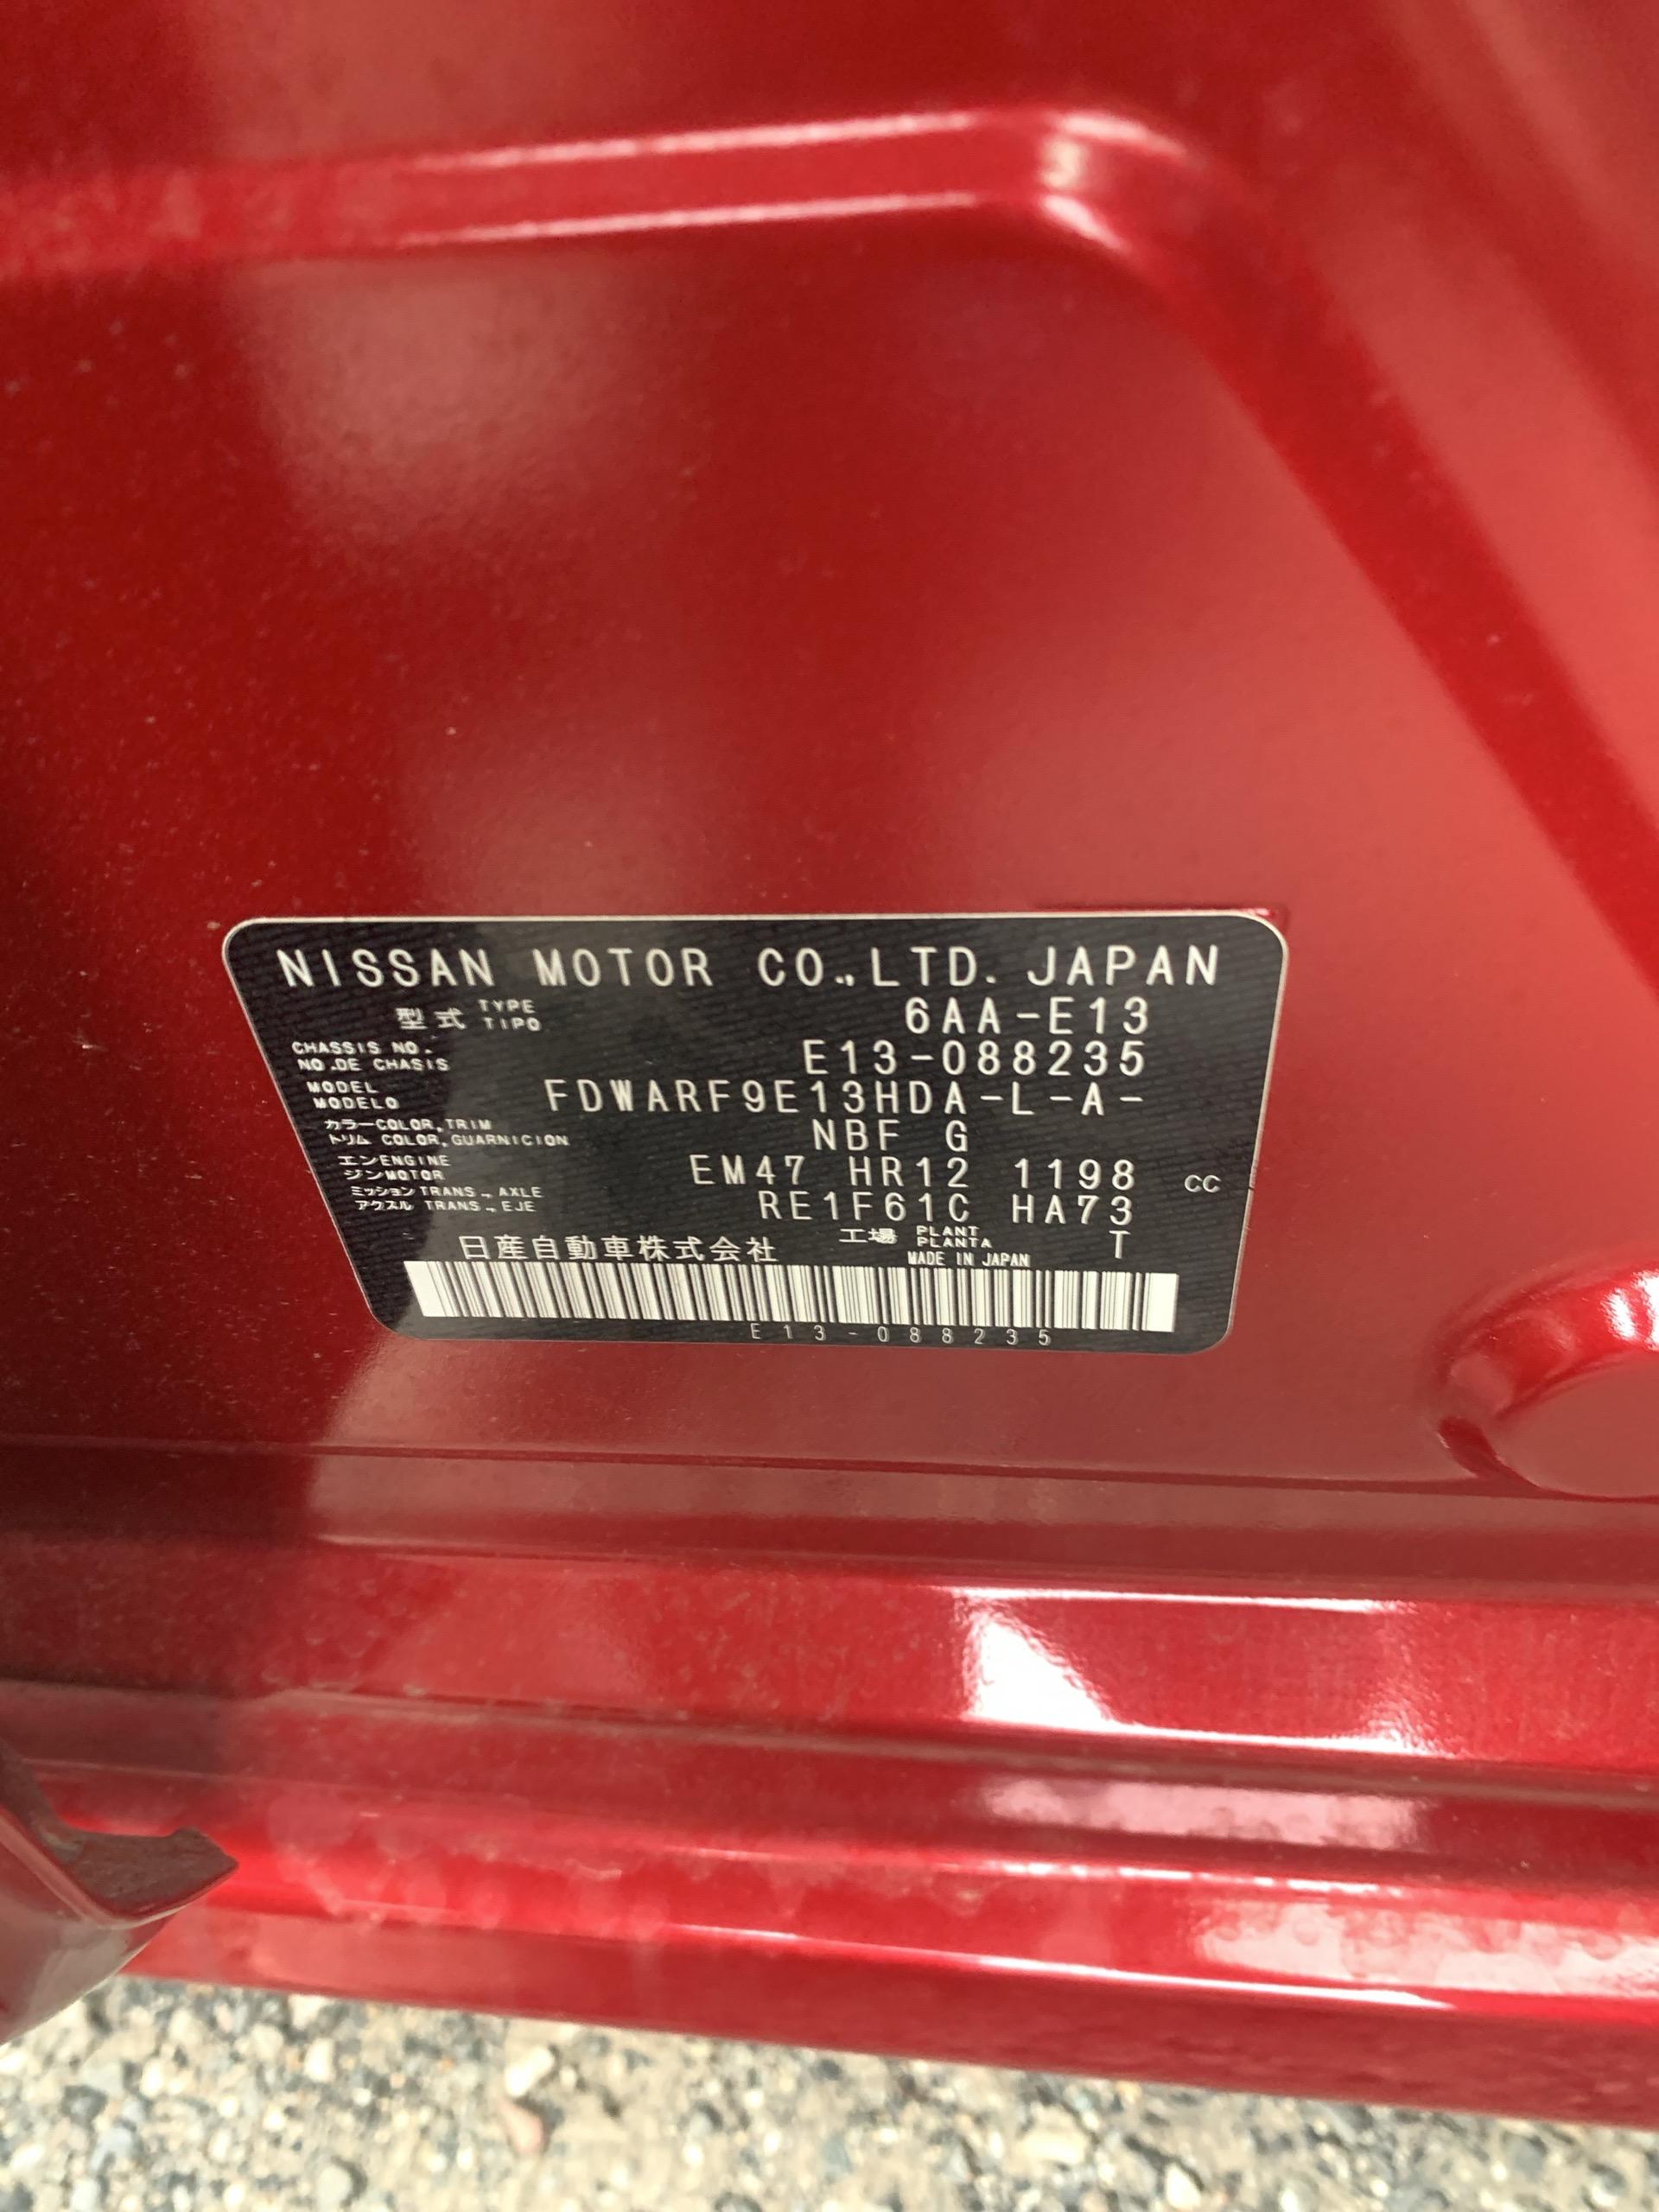 NISSAN MOTOR CO.,LTD. JAPAN
型式 TYPE TIPO 6AA-E13
CHASSIS NO. NO.DE CHASIS E13-088235
MODEL MODELO FDWARF9E13HDA-L-A-
カラーCOLOR,TRIM トリム COLOR,GUARNICION NBF G
エンENGINE ジンMOTOR EM47 HR12 1198 CC
ミッション TRANS., AXLE アクスル TRANS., EJE RE1F61C HA73
日産自動車株式会社 工場 PLANT PLANTA T
MADE IN JAPAN
E13-088235